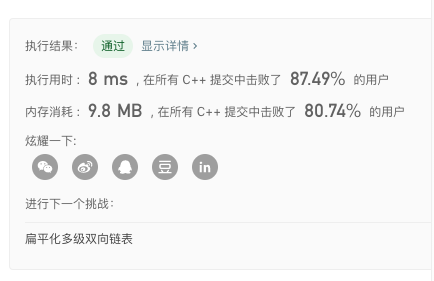 执行结果： 通过 显示详情 ›
执行用时： 8 ms , 在所有 C++ 提交中击败了 87.49% 的用户
内存消耗： 9.8 MB , 在所有 C++ 提交中击败了 80.74% 的用户
炫耀一下:
豆 in
进行下一个挑战：
扁平化多级双向链表